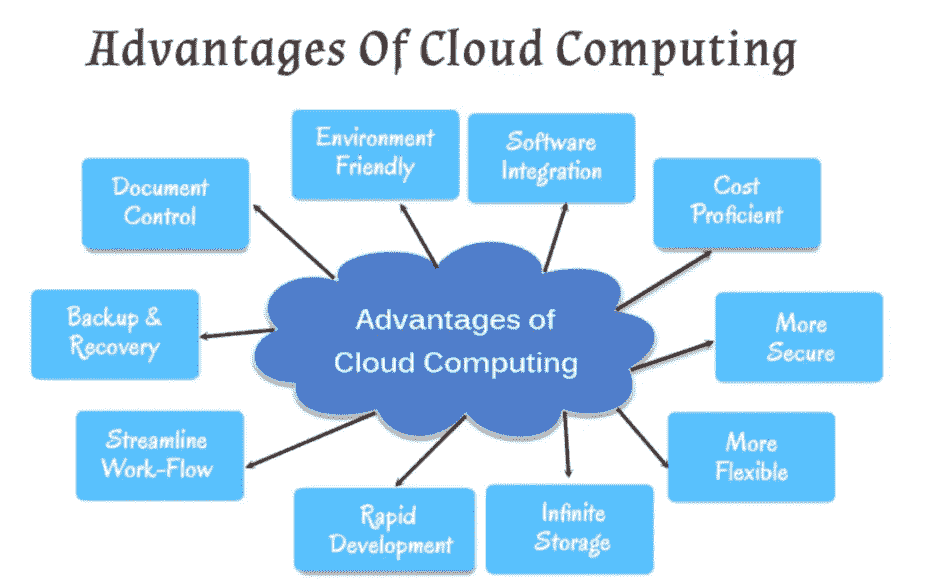 Advantages Of Cloud Computing
Environment
Friendly
Software
Integration
Document
Control
Cost
Proficient
Backup &
Recovery
Advantages of
Cloud Computing
More
Secure
Streamline
Work-Flow
More
Flexible
Rapid
Development
Infinite
Storage